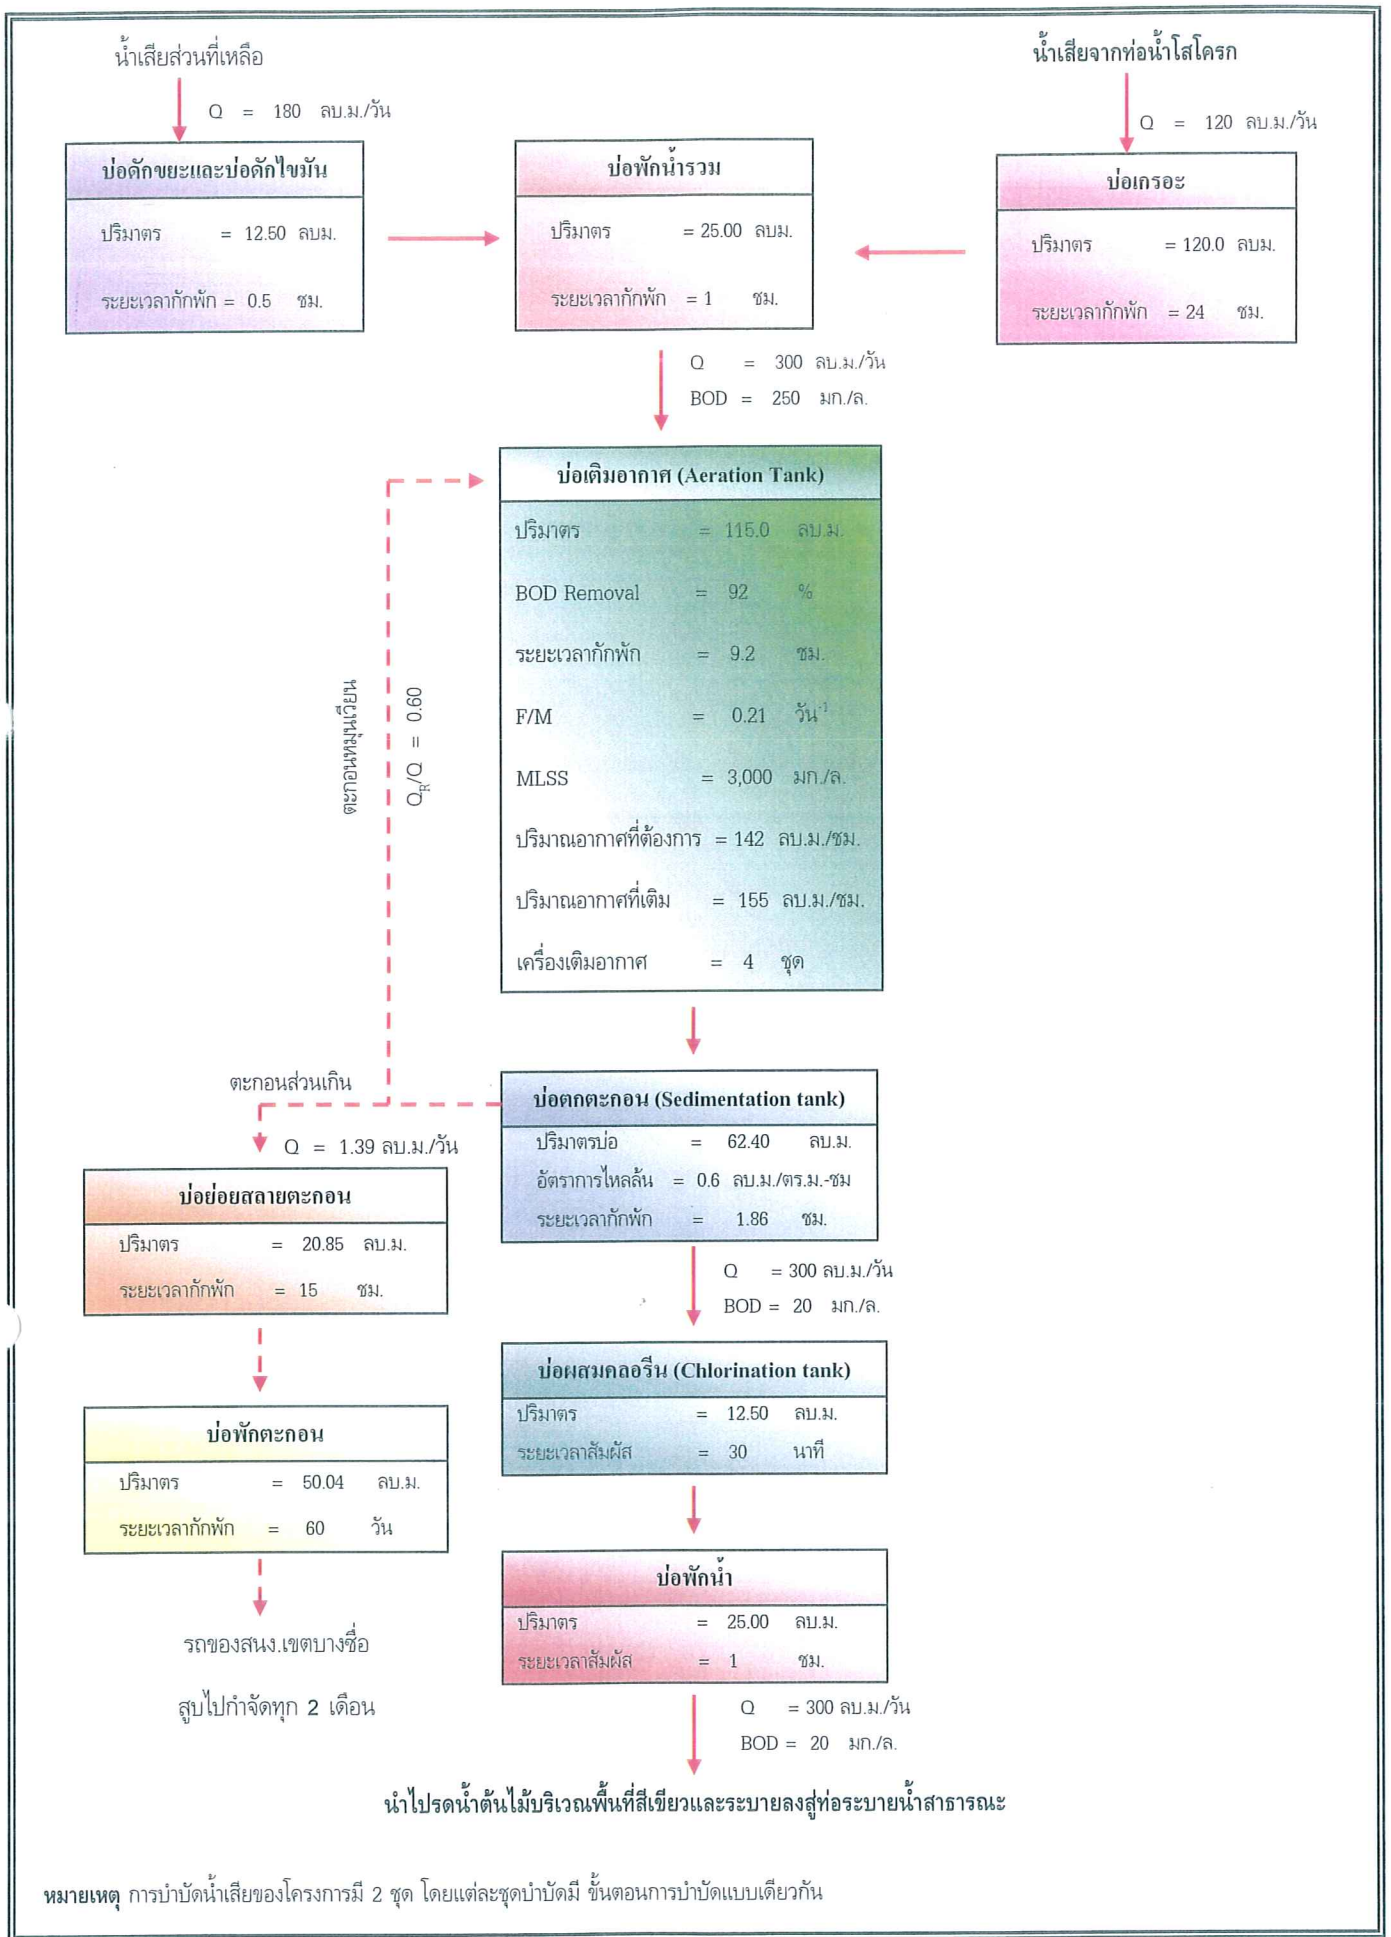 น้ำเสียส่วนที่เหลือ
Q = 180 ลบ.ม./วัน
น้ำเสียจากท่อน้ำโสโครก
Q = 120 ลบ.ม./วัน
บ่อดักขยะและบ่อดักไขมัน
ปริมาตร = 12.50 ลบม.
ระยะเวลากักพัก = 0.5 ชม.
บ่อพักน้ำรวม
ปริมาตร = 25.00 ลบม.
ระยะเวลากักพัก = 1 ชม.
บ่อเกรอะ
ปริมาตร = 120.0 ลบม.
ระยะเวลากักพัก = 24 ชม.
Q = 300 ลบ.ม./วัน
BOD = 250 มก./ล.
บ่อเติมอากาศ (Aeration Tank)
ปริมาตร = 115.0 ลบ.ม.
BOD Removal = 92 %
ระยะเวลากักพัก = 9.2 ชม.
F/M = 0.21 วัน⁻¹
MLSS = 3,000 มก./ล.
ปริมาณอากาศที่ต้องการ = 142 ลบ.ม./ชม.
ปริมาณอากาศที่เติม = 155 ลบ.ม./ชม.
เครื่องเติมอากาศ = 4 ชุด
ตะกอนหมุนเวียน
Q_R/Q = 0.60
ตะกอนส่วนเกิน
Q = 1.39 ลบ.ม./วัน
บ่อตกตะกอน (Sedimentation tank)
ปริมาตรบ่อ = 62.40 ลบ.ม.
อัตราการไหลล้น = 0.6 ลบ.ม./ตร.ม.-ชม
ระยะเวลากักพัก = 1.86 ชม.
บ่อย่อยสลายตะกอน
ปริมาตร = 20.85 ลบ.ม.
ระยะเวลากักพัก = 15 ชม.
Q = 300 ลบ.ม./วัน
BOD = 20 มก./ล.
บ่อผสมคลอรีน (Chlorination tank)
ปริมาตร = 12.50 ลบ.ม.
ระยะเวลาสัมผัส = 30 นาที
บ่อพักตะกอน
ปริมาตร = 50.04 ลบ.ม.
ระยะเวลากักพัก = 60 วัน
บ่อพักน้ำ
ปริมาตร = 25.00 ลบ.ม.
ระยะเวลาสัมผัส = 1 ชม.
รถของสนง.เขตบางซื่อ
สูบไปกำจัดทุก 2 เดือน
Q = 300 ลบ.ม./วัน
BOD = 20 มก./ล.
นำไปรดน้ำต้นไม้บริเวณพื้นที่สีเขียวและระบายลงสู่ท่อระบายน้ำสาธารณะ
หมายเหตุ การบำบัดน้ำเสียของโครงการมี 2 ชุด โดยแต่ละชุดบำบัดมี ขั้นตอนการบำบัดแบบเดียวกัน